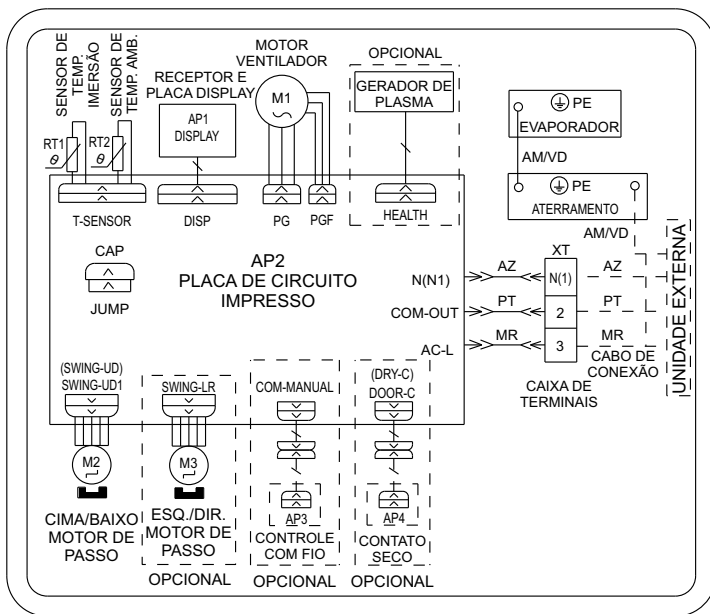 SENSOR DE
TEMP.
IMERSÃO
SENSOR DE
TEMP. AMB.
RT1
θ
RT2
θ
T-SENSOR
RECEPTOR E
PLACA DISPLAY
AP1
DISPLAY
DISP
MOTOR
VENTILADOR
M1
PG
PGF
OPCIONAL
GERADOR DE
PLASMA
HEALTH
PE
EVAPORADOR
AM/VD
PE
ATERRAMENTO
AM/VD
CAP
JUMP
AP2
PLACA DE CIRCUITO
IMPRESSO
N(N1)
COM-OUT
AC-L
AZ
PT
MR
XT
N(1)
2
3
CAIXA DE
TERMINAIS
AZ
PT
MR
CABO DE
CONEXÃO
UNIDADE EXTERNA
(SWING-UD)
SWING-UD1
M2
CIMA/BAIXO
MOTOR DE
PASSO
SWING-LR
M3
ESQ./DIR.
MOTOR DE
PASSO
OPCIONAL
COM-MANUAL
AP3
CONTROLE
COM FIO
OPCIONAL
(DRY-C)
DOOR-C
AP4
CONTATO
SECO
OPCIONAL